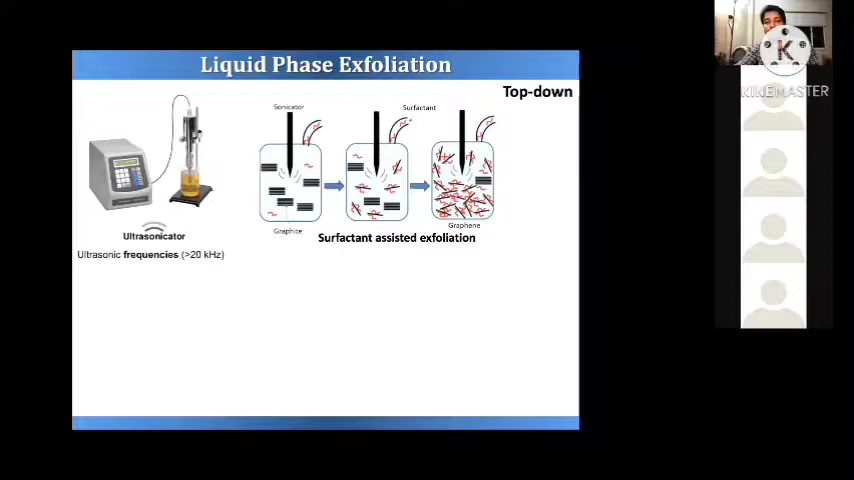 Liquid Phase Exfoliation
Top-down
Sonicator
Surfactant
Graphite
Graphene
Surfactant assisted exfoliation
Ultrasonicator
Ultrasonic frequencies (>20 kHz)
K
KINEMASTER